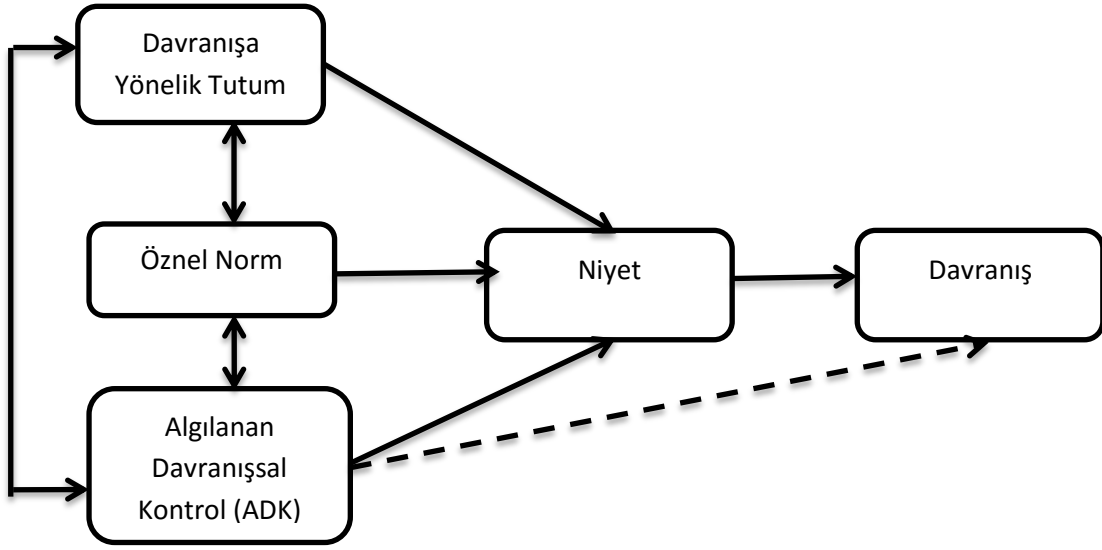 Davranışa
Yönelik Tutum
Öznel Norm
Niyet
Davranış
Algılanan
Davranışsal
Kontrol (ADK)